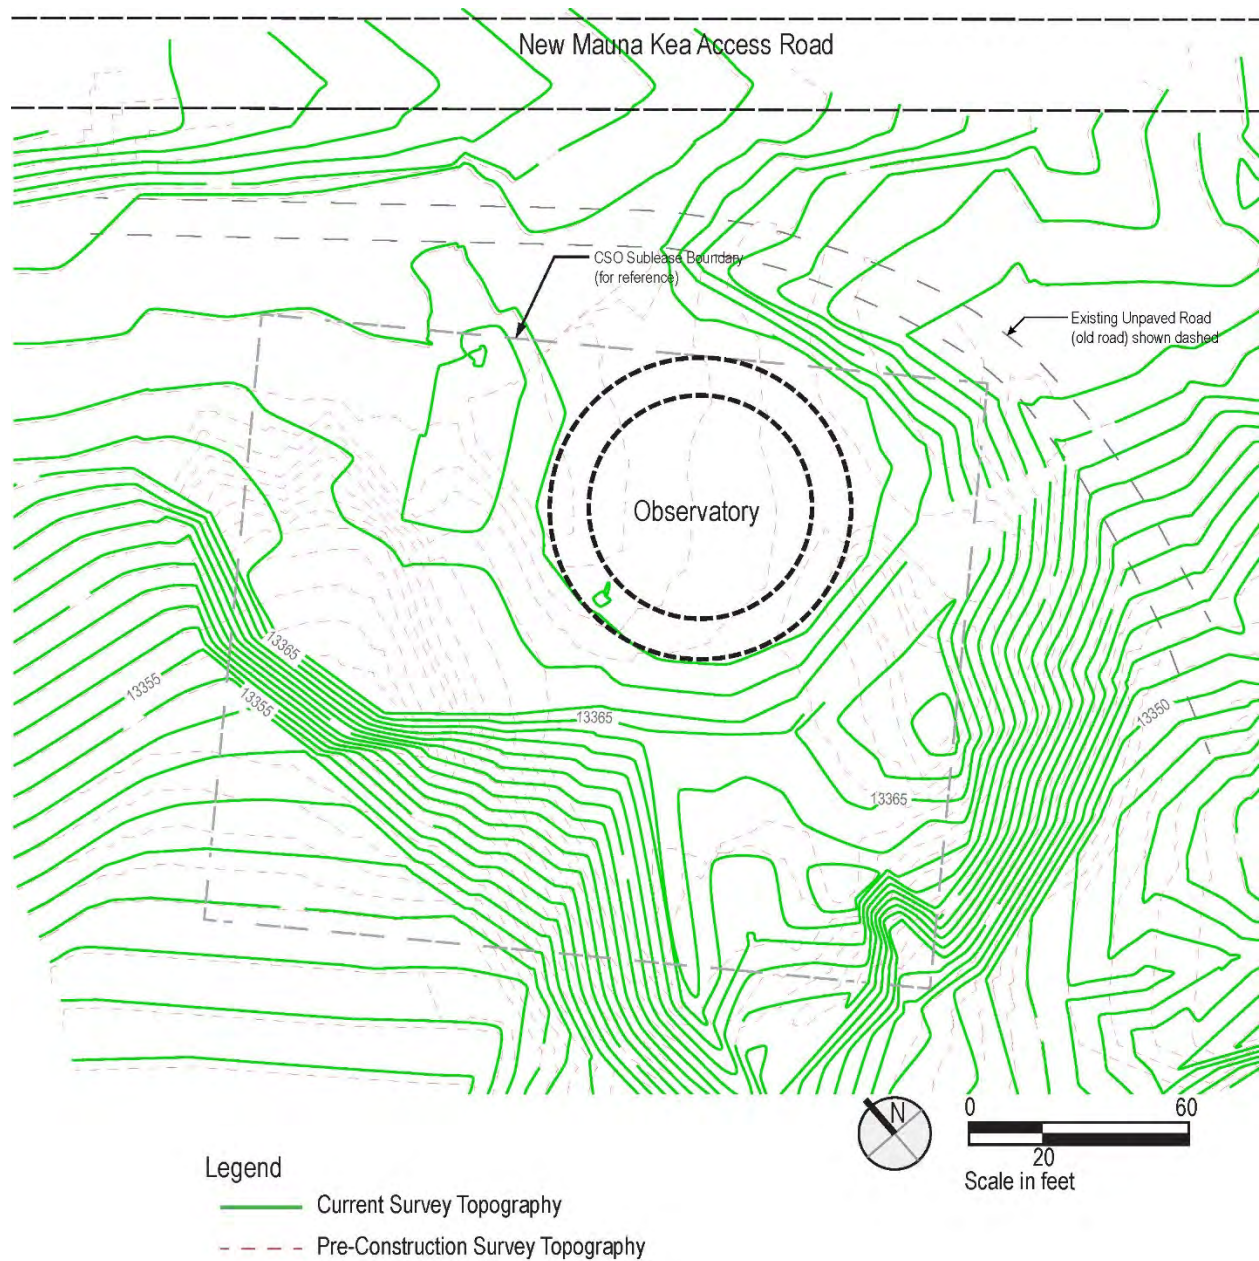 New Mauna Kea Access Road
CSO Sublease Boundary
(for reference)
Existing Unpaved Road
(old road) shown dashed
Observatory
13365
13355
13355
13365
13350
13365
N
0
60
20
Scale in feet
Legend
Current Survey Topography
Pre-Construction Survey Topography